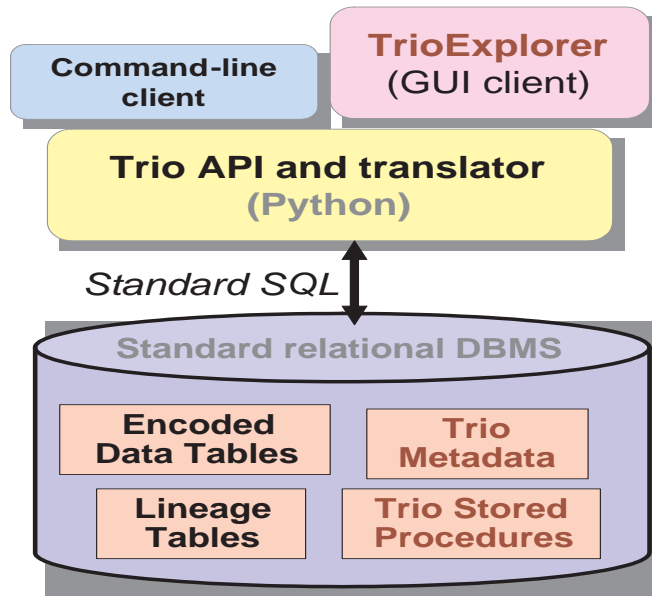 Command-line
client
TrioExplorer
(GUI client)
Trio API and translator
(Python)
Standard SQL
Standard relational DBMS
Encoded
Data Tables
Trio
Metadata
Lineage
Tables
Trio Stored
Procedures